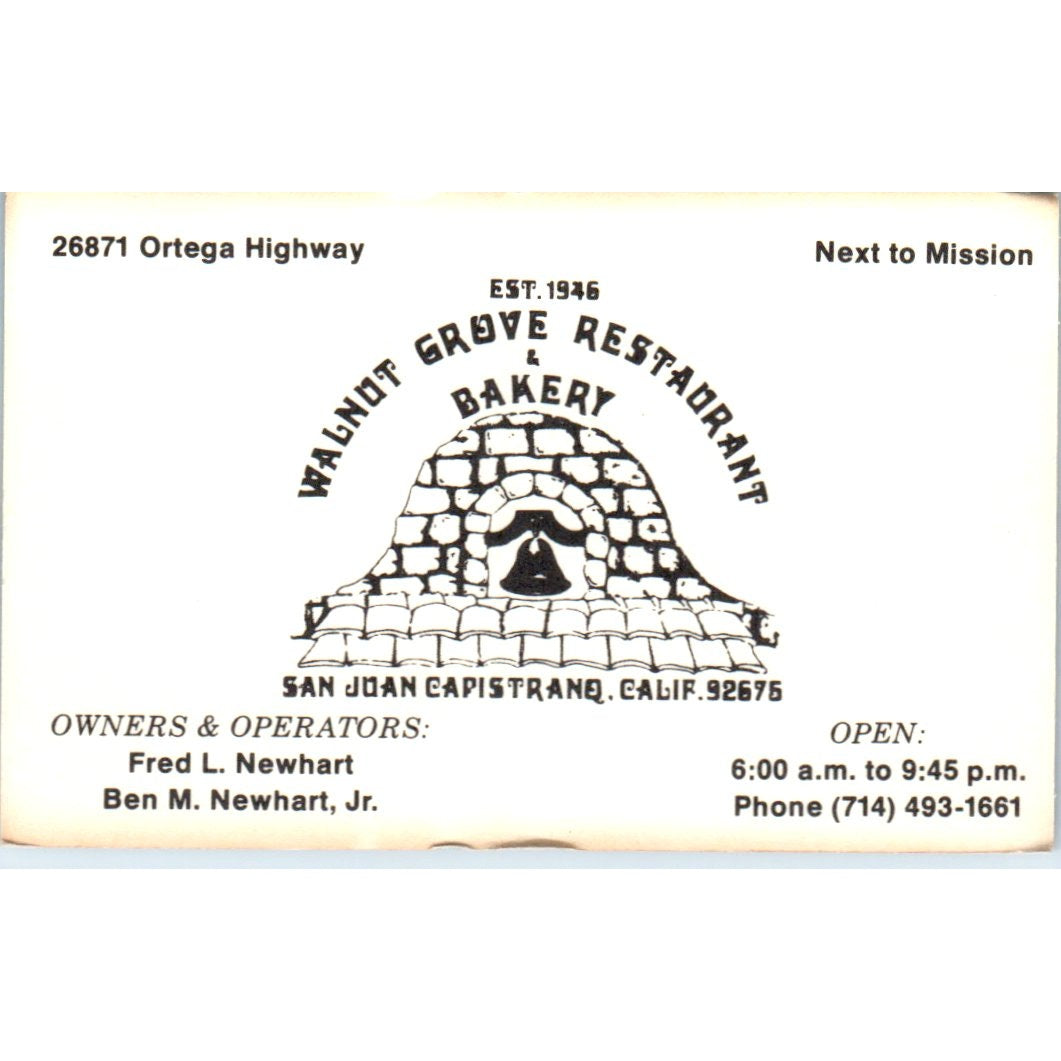 26871 Ortega Highway
Next to Mission
EST. 1946
WALNUT GROVE RESTAURANT
&
BAKERY
SAN JUAN CAPISTRANO, CALIF. 92675
OWNERS & OPERATORS:
Fred L. Newhart
Ben M. Newhart, Jr.
OPEN:
6:00 a.m. to 9:45 p.m.
Phone (714) 493-1661